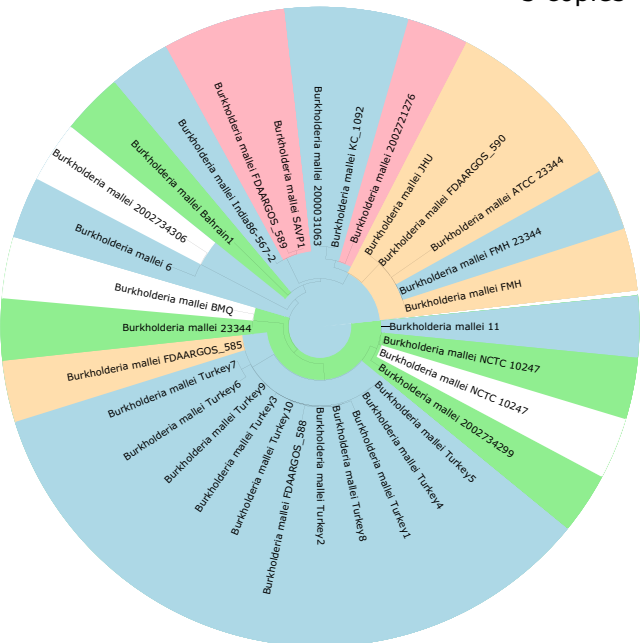 Burkholderia mallei 2000031063
Burkholderia mallei KC_1092
Burkholderia mallei 2002721276
Burkholderia mallei JHU
Burkholderia mallei FDAARGOS_590
Burkholderia mallei ATCC 23344
Burkholderia mallei FMH 23344
Burkholderia mallei FMH
Burkholderia mallei 11
Burkholderia mallei NCTC 10247
Burkholderia mallei NCTC 10247
Burkholderia mallei 2002734299
Burkholderia mallei Turkey5
Burkholderia mallei Turkey4
Burkholderia mallei Turkey1
Burkholderia mallei Turkey8
Burkholderia mallei Turkey2
Burkholderia mallei FDAARGOS_588
Burkholderia mallei Turkey10
Burkholderia mallei Turkey3
Burkholderia mallei Turkey9
Burkholderia mallei Turkey6
Burkholderia mallei Turkey7
Burkholderia mallei FDAARGOS_585
Burkholderia mallei 23344
Burkholderia mallei BMQ
Burkholderia mallei 6
Burkholderia mallei 2002734306
Burkholderia mallei Bahrain1
Burkholderia mallei India86-567-2
Burkholderia mallei FDAARGOS_589
Burkholderia mallei SAVP1